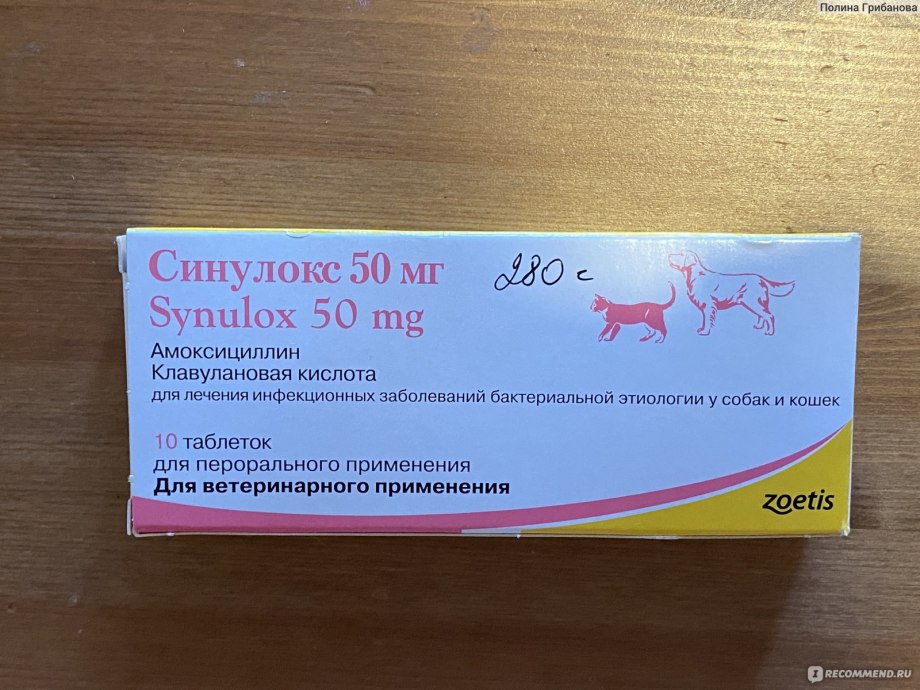 Полина Грибанова
Синулокс 50 мг
280 с
Synulox 50 mg
Амоксициллин
Клавулановая кислота
для лечения инфекционных заболеваний бактериальной этиологии у собак и кошек
10 таблеток
для перорального применения
Для ветеринарного применения
zoetis
IRECOMMEND.RU